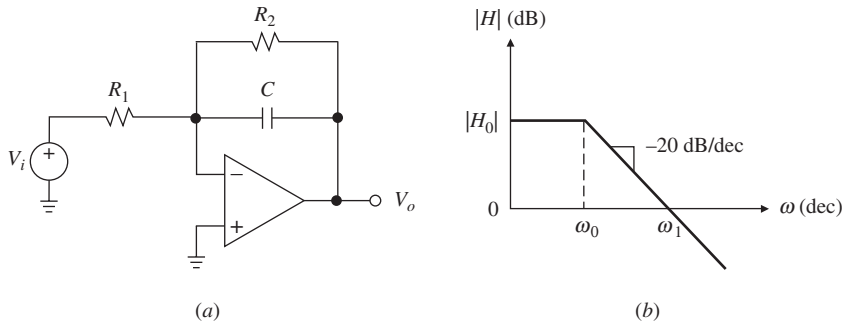 R₂
R₁
C
Vᵢ
+
−
+
Vₒ
(a)
|H| (dB)
|H₀|
–20 dB/dec
0
ω₀
ω₁
ω (dec)
(b)